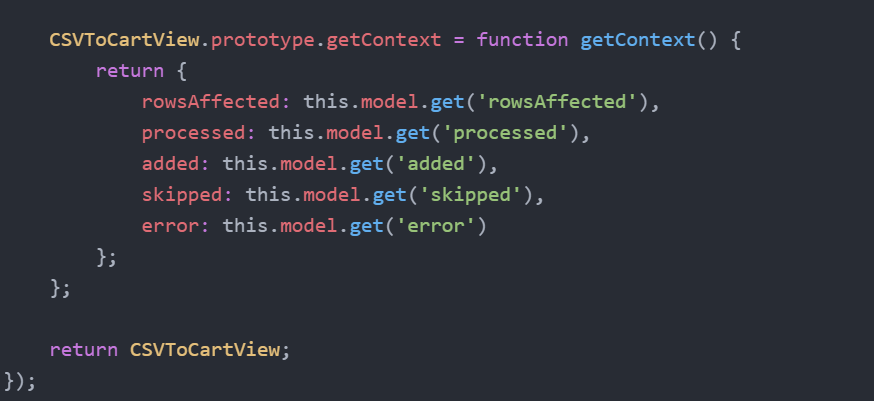 CSVToCartView.prototype.getContext = function getContext() {
        return {
            rowsAffected: this.model.get('rowsAffected'),
            processed: this.model.get('processed'),
            added: this.model.get('added'),
            skipped: this.model.get('skipped'),
            error: this.model.get('error')
        };
    };

    return CSVToCartView;
});